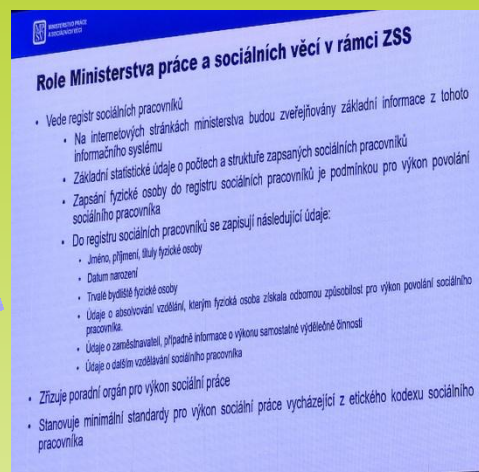 MINISTERSTVO PRÁCE
A SOCIÁLNÍCH VĚCÍ
Role Ministerstva práce a sociálních věcí v rámci ZSS
• Vede registr sociálních pracovníků
• Na internetových stránkách ministerstva budou zveřejňovány základní informace z tohoto
informačního systému
• Základní statistické údaje o počtech a struktuře zapsaných sociálních pracovníků
• Zapsání fyzické osoby do registru sociálních pracovníků je podmínkou pro výkon povolání
sociálního pracovníka
• Do registru sociálních pracovníků se zapisují následující údaje:
• Jméno, příjmení, tituly fyzické osoby
• Datum narození
• Trvalé bydliště fyzické osoby
• Údaje o absolvování vzdělání, kterým fyzická osoba získala odbornou způsobilost pro výkon povolání sociálního
pracovníka.
• Údaje o zaměstnavateli, případně informace o výkonu samostatné výdělečné činnosti
• Údaje o dalším vzdělávání sociálního pracovníka
• Zřizuje poradní orgán pro výkon sociální práce
• Stanovuje minimální standardy pro výkon sociální práce vycházející z etického kodexu sociálního
pracovníka